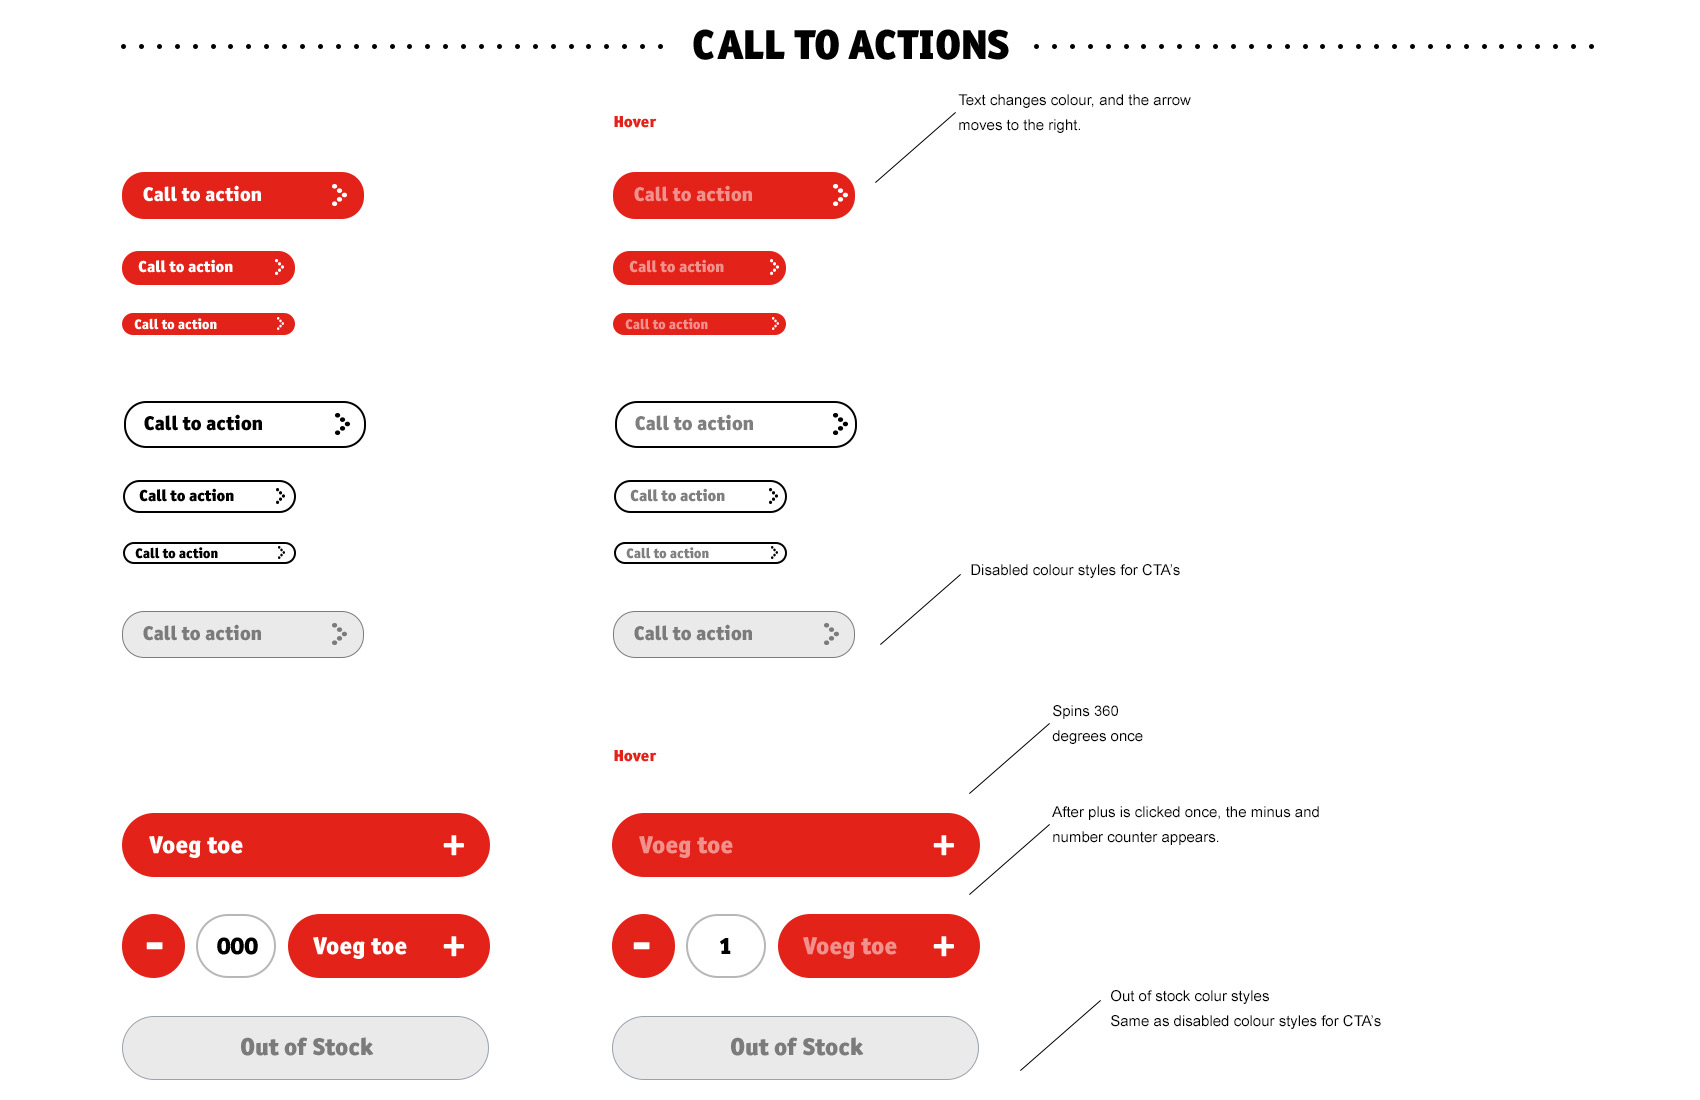 CALL TO ACTIONS
Text changes colour, and the arrow
moves to the right.
Hover
Call to action
Call to action
Call to action
Call to action
Call to action
Call to action
Call to action
Call to action
Call to action
Call to action
Call to action
Call to action
Disabled colour styles for CTA's
Call to action
Call to action
Spins 360
degrees once
Hover
After plus is clicked once, the minus and
number counter appears.
Voeg toe +
Voeg toe +
- 000 Voeg toe +
- 1 Voeg toe +
Out of stock colur styles
Same as disabled colour styles for CTA's
Out of Stock
Out of Stock